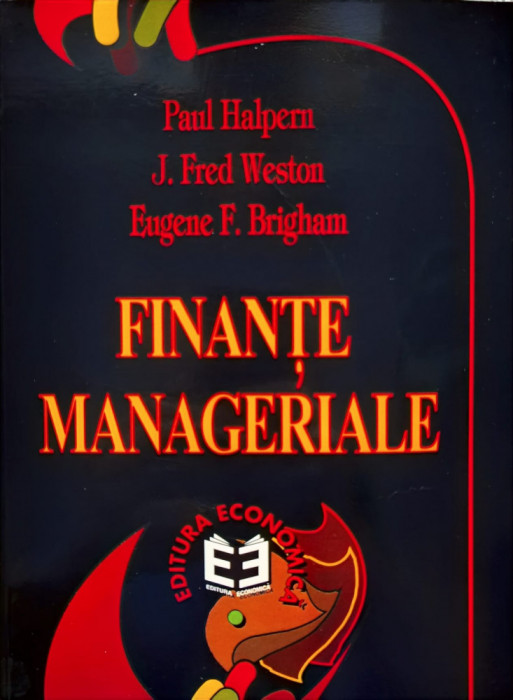 Paul Halpern
J. Fred Weston
Eugene F. Brigham
FINANȚE
MANAGERIALE
EDITURA ECONOMICĂ
EDITURA ECONOMICĂ